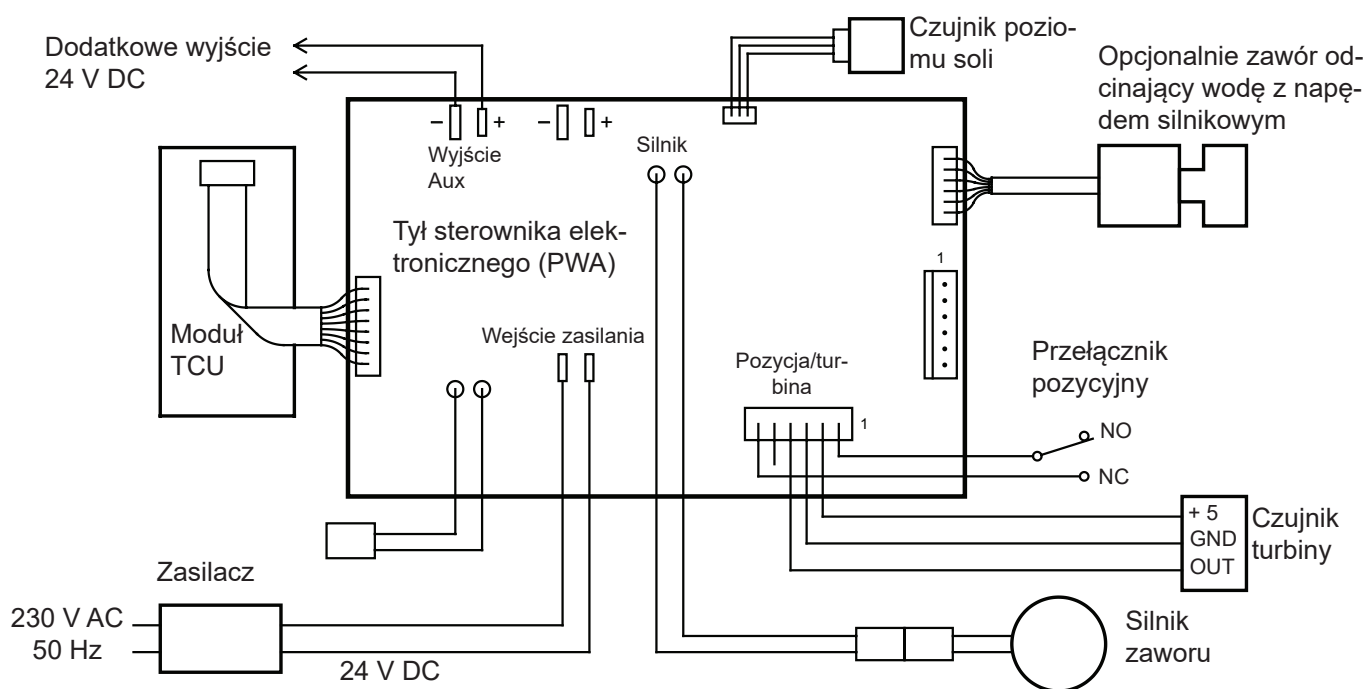 Dodatkowe wyjście
24 V DC
Czujnik pozio-
mu soli
Opcjonalnie zawór od-
cinający wodę z napę-
dem silnikowym
– +
– +
Wyjście
Aux
Silnik
Tył sterownika elek-
tronicznego (PWA)
1
Moduł
TCU
Wejście zasilania
Pozycja/tur-
bina
1
Przełącznik
pozycyjny
NO
NC
+ 5
GND
OUT
Czujnik
turbiny
Zasilacz
230 V AC
50 Hz
24 V DC
Silnik
zaworu